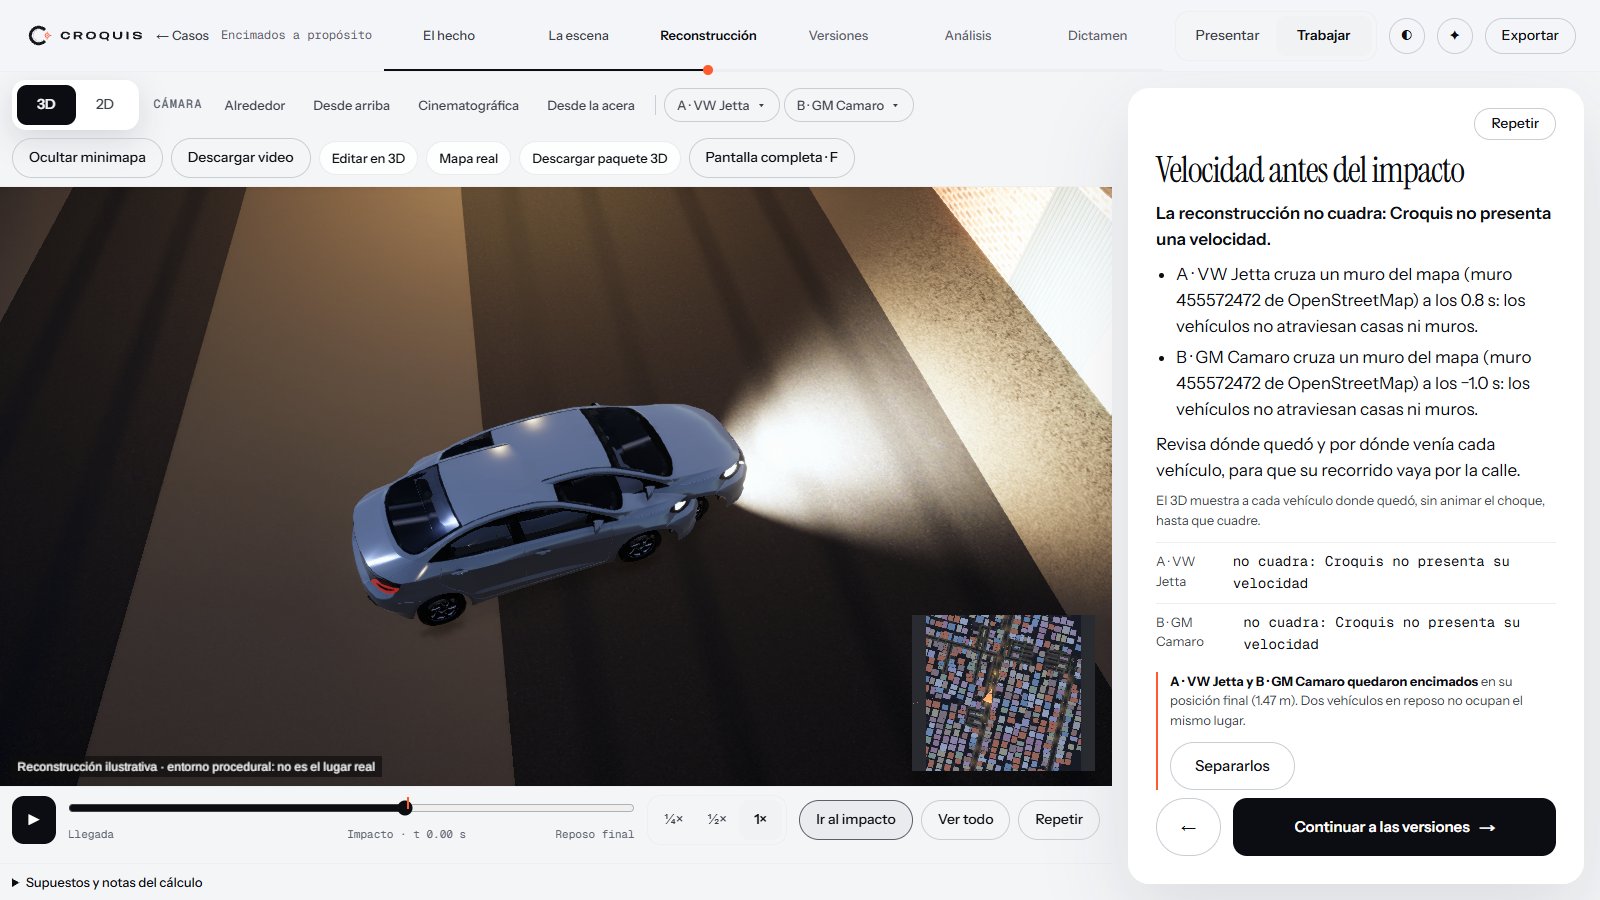 CROQUIS
← Casos
Encimados a propósito
El hecho
La escena
Reconstrucción
Versiones
Análisis
Dictamen
Presentar
Trabajar
Exportar
3D
2D
CÁMARA
Alrededor
Desde arriba
Cinematográfica
Desde la acera
A · VW Jetta
B · GM Camaro
Ocultar minimapa
Descargar video
Editar en 3D
Mapa real
Descargar paquete 3D
Pantalla completa · F
Reconstrucción ilustrativa · entorno procedural: no es el lugar real
Llegada
Impacto · t 0.00 s
Reposo final
¼×
½×
1×
Ir al impacto
Ver todo
Repetir
Supuestos y notas del cálculo
Repetir
Velocidad antes del impacto
La reconstrucción no cuadra: Croquis no presenta
una velocidad.
• A · VW Jetta cruza un muro del mapa (muro
455572472 de OpenStreetMap) a los 0.8 s: los
vehículos no atraviesan casas ni muros.
• B · GM Camaro cruza un muro del mapa (muro
455572472 de OpenStreetMap) a los −1.0 s: los
vehículos no atraviesan casas ni muros.
Revisa dónde quedó y por dónde venía cada
vehículo, para que su recorrido vaya por la calle.
El 3D muestra a cada vehículo donde quedó, sin animar el choque,
hasta que cuadre.
A · VW
Jetta
no cuadra: Croquis no presenta su
velocidad
B · GM
Camaro
no cuadra: Croquis no presenta su
velocidad
A · VW Jetta y B · GM Camaro quedaron encimados en su
posición final (1.47 m). Dos vehículos en reposo no ocupan el
mismo lugar.
Separarlos
←
Continuar a las versiones →